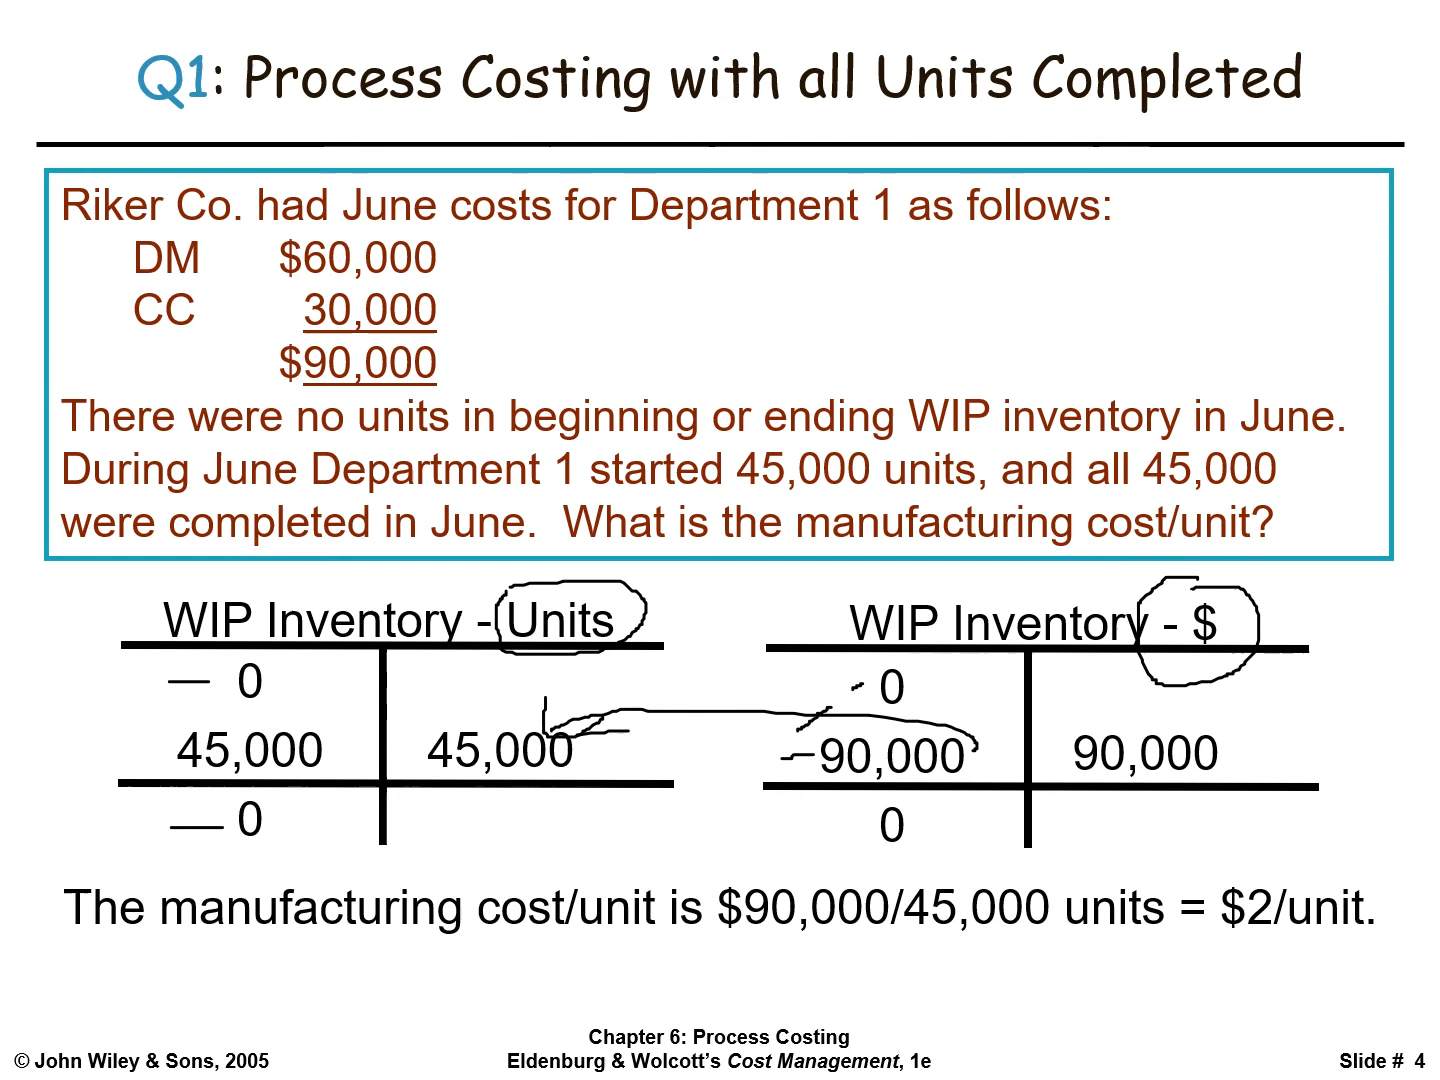 Q1: Process Costing with all Units Completed
Riker Co. had June costs for Department 1 as follows:
DM $60,000
CC 30,000
$90,000
There were no units in beginning or ending WIP inventory in June.
During June Department 1 started 45,000 units, and all 45,000
were completed in June. What is the manufacturing cost/unit?
WIP Inventory - Units
0
45,000 45,000
0
WIP Inventory - $
0
90,000 90,000
0
The manufacturing cost/unit is $90,000/45,000 units = $2/unit.
Chapter 6: Process Costing
© John Wiley & Sons, 2005 Eldenburg & Wolcott's Cost Management, 1e Slide # 4